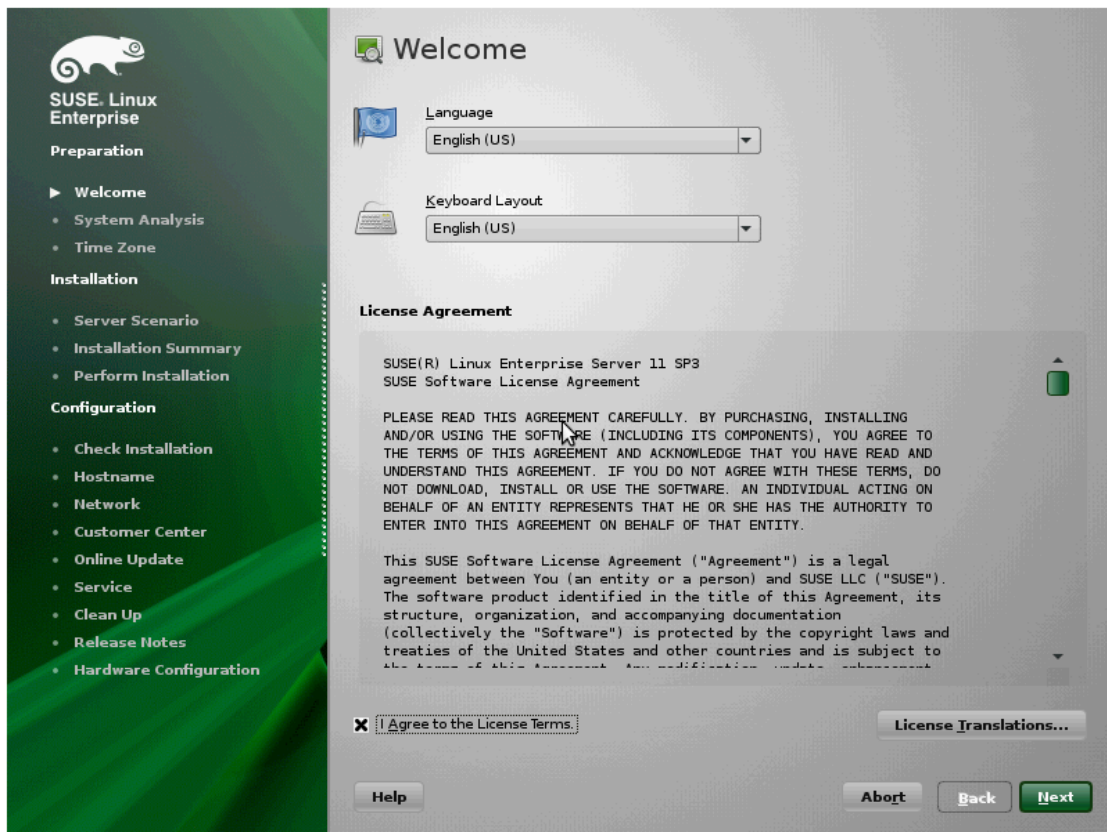 SUSE. Linux
Enterprise
Preparation
Welcome
System Analysis
Time Zone
Installation
Server Scenario
Installation Summary
Perform Installation
Configuration
Check Installation
Hostname
Network
Customer Center
Online Update
Service
Clean Up
Release Notes
Hardware Configuration
Welcome
Language
English (US)
Keyboard Layout
English (US)
License Agreement
SUSE(R) Linux Enterprise Server 11 SP3
SUSE Software License Agreement
PLEASE READ THIS AGREEMENT CAREFULLY. BY PURCHASING, INSTALLING
AND/OR USING THE SOFTWARE (INCLUDING ITS COMPONENTS), YOU AGREE TO
THE TERMS OF THIS AGREEMENT AND ACKNOWLEDGE THAT YOU HAVE READ AND
UNDERSTAND THIS AGREEMENT. IF YOU DO NOT AGREE WITH THESE TERMS, DO
NOT DOWNLOAD, INSTALL OR USE THE SOFTWARE. AN INDIVIDUAL ACTING ON
BEHALF OF AN ENTITY REPRESENTS THAT HE OR SHE HAS THE AUTHORITY TO
ENTER INTO THIS AGREEMENT ON BEHALF OF THAT ENTITY.
This SUSE Software License Agreement ("Agreement") is a legal
agreement between You (an entity or a person) and SUSE LLC ("SUSE").
The software product identified in the title of this Agreement, its
structure, organization, and accompanying documentation
(collectively the "Software") is protected by the copyright laws and
treaties of the United States and other countries and is subject to
the terms of this Agreement. Any modification, update, enhancement
I Agree to the License Terms.
License Translations...
Help
Abort
Back
Next